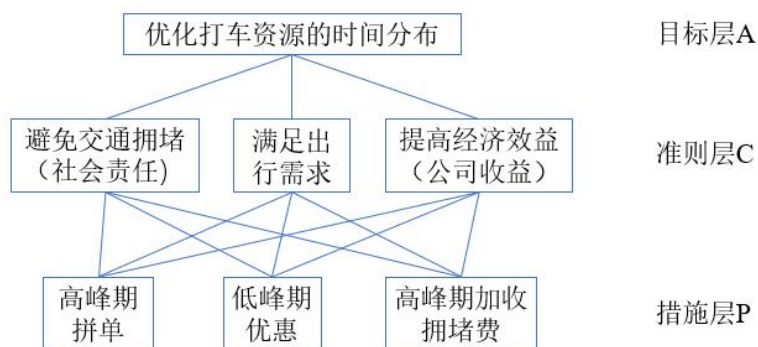 优化打车资源的时间分布
目标层A
避免交通拥堵
（社会责任)
满足出
行需求
提高经济效益
（公司收益）
准则层C
高峰期
拼单
低峰期
优惠
高峰期加收
拥堵费
措施层P